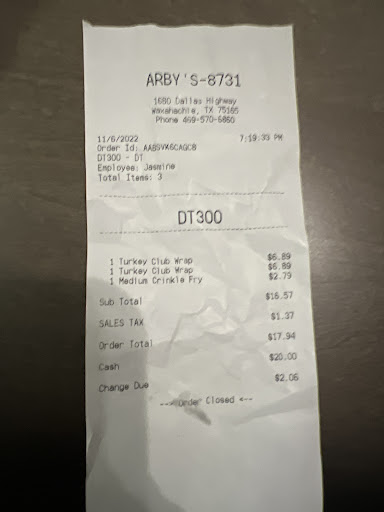 ARBY'S-8731
1680 Dallas Highway
Waxahachie, TX 75165
Phone 469-570-6860
11/6/2022 7:19:33 PM
Order Id: AABSVK6CAGC8
DT300 - DT
Employee: Jasmine
Total Items: 3
DT300
1 Turkey Club Wrap $6.89
1 Turkey Club Wrap $6.89
1 Medium Crinkle Fry $2.79
Sub Total $16.57
SALES TAX $1.37
Order Total $17.94
Cash $20.00
Change Due $2.06
--> Order Closed <--